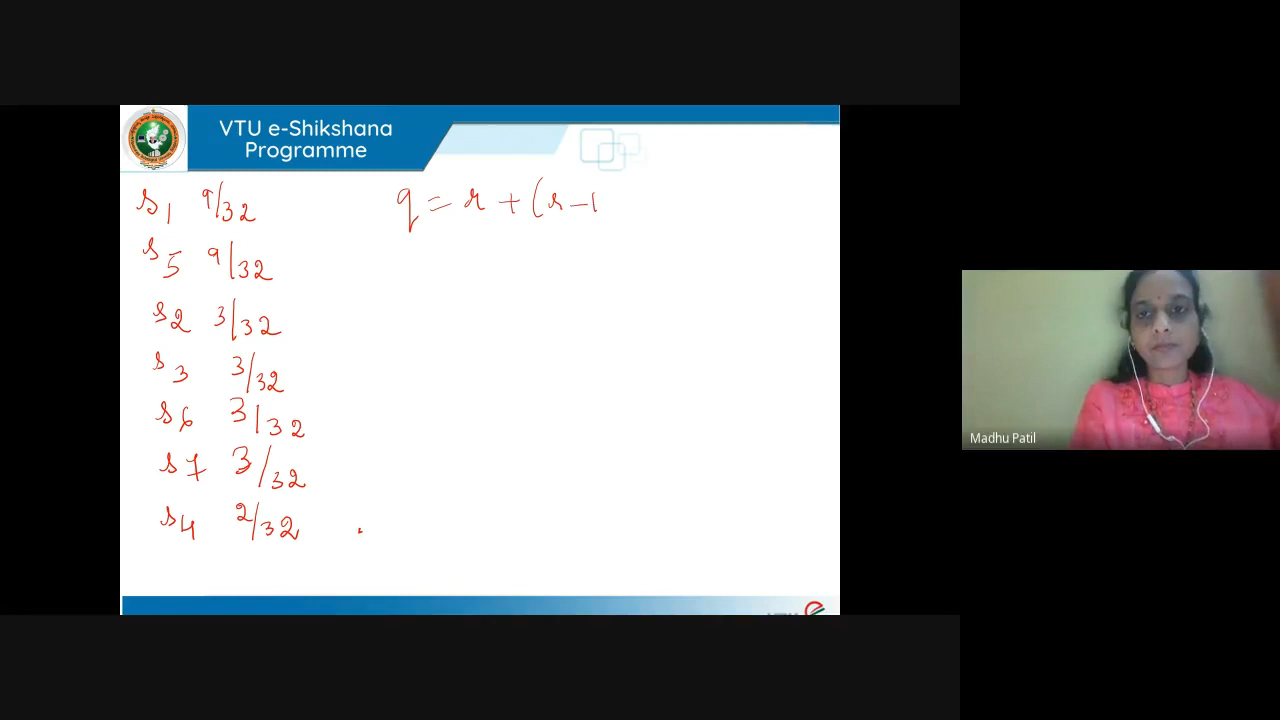 VTU e-Shikshana
Programme
s1 9/32
q = r + (r-1
s5 9/32
s2 3/32
s3 3/32
s6 3/32
s7 3/32
s4 2/32
Madhu Patil